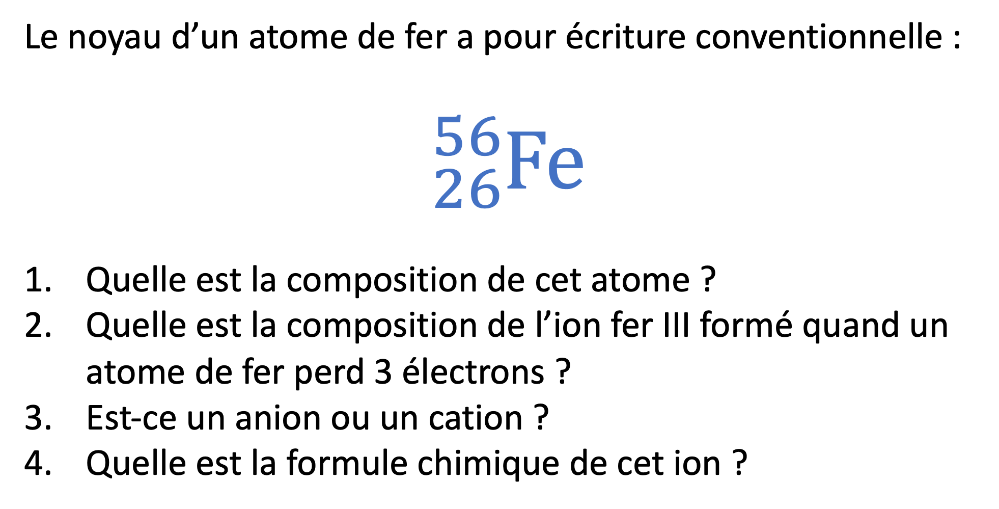 Le noyau d’un atome de fer a pour écriture conventionnelle :
56
26 Fe
1. Quelle est la composition de cet atome ?
2. Quelle est la composition de l’ion fer III formé quand un
atome de fer perd 3 électrons ?
3. Est-ce un anion ou un cation ?
4. Quelle est la formule chimique de cet ion ?